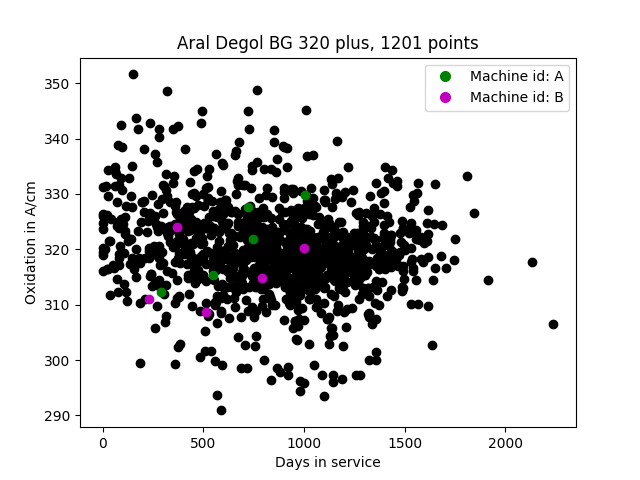 Aral Degol BG 320 plus, 1201 points
Machine id: A
Machine id: B
Oxidation in A/cm
350
340
330
320
310
300
290
0 500 1000 1500 2000
Days in service